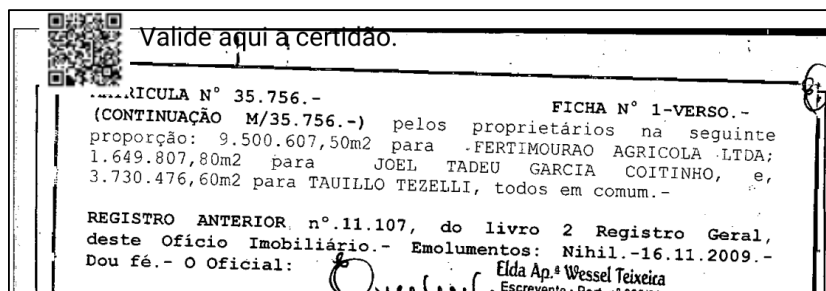 Valide aqui a certidão.
MATRICULA N° 35.756.- FICHA N° 1-VERSO.-
(CONTINUAÇÃO M/35.756.-) pelos proprietários na seguinte
proporção: 9.500.607,50m2 para FERTIMOURAO AGRICOLA LTDA;
1.649.807,80m2 para JOEL TADEU GARCIA COITINHO, e,
3.730.476,60m2 para TAUILLO TEZELLI, todos em comum.-
REGISTRO ANTERIOR nº.11.107, do livro 2 Registro Geral,
deste Ofício Imobiliário.- Emolumentos: Nihil.-16.11.2009.-
Dou fé.- O Oficial:
Elda Ap.ª Wessel Teixeira
Escrevente